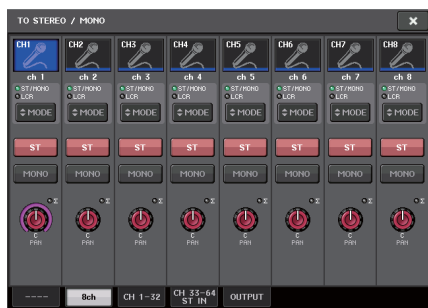 TO STEREO / MONO ×
CH1 CH2 CH3 CH4 CH5 CH6 CH7 CH8
ch 1 ch 2 ch 3 ch 4 ch 5 ch 6 ch 7 ch 8
ST/MONO ST/MONO ST/MONO ST/MONO ST/MONO ST/MONO ST/MONO ST/MONO
LCR LCR LCR LCR LCR LCR LCR LCR
MODE MODE MODE MODE MODE MODE MODE MODE
ST ST ST ST ST ST ST ST
MONO MONO MONO MONO MONO MONO MONO MONO
Σ Σ Σ Σ Σ Σ Σ Σ
C C C C C C C C
PAN PAN PAN PAN PAN PAN PAN PAN
---- 8ch CH 1-32 CH 33-64 OUTPUT
ST IN